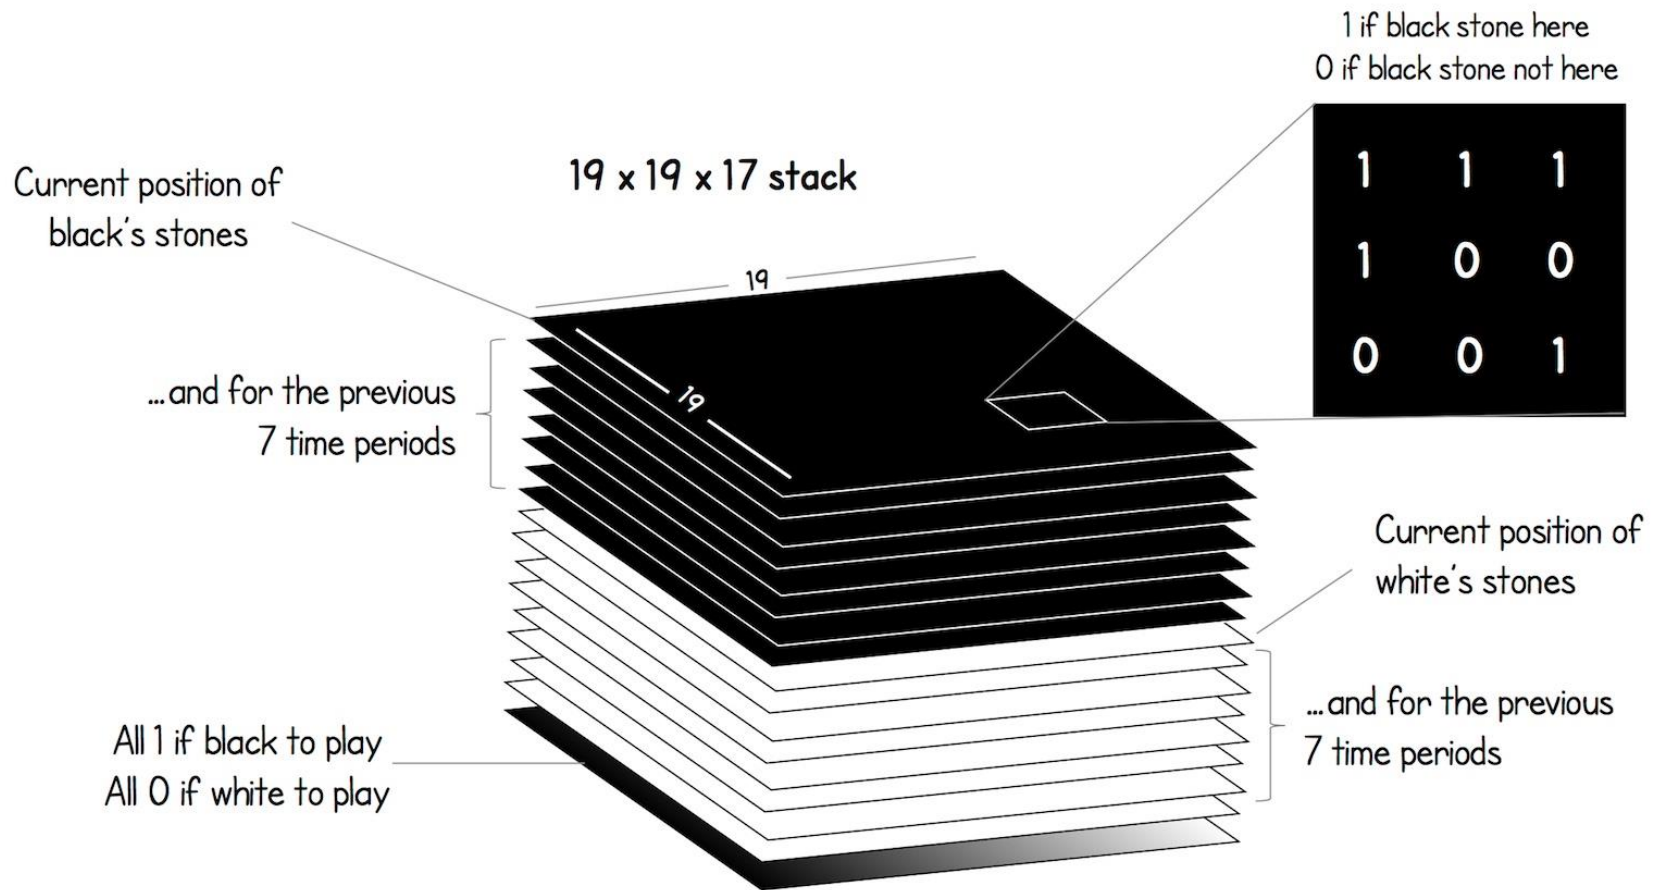 1 if black stone here
0 if black stone not here
1 1 1
1 0 0
0 0 1
19 x 19 x 17 stack
Current position of
black's stones
19
19
...and for the previous
7 time periods
Current position of
white's stones
...and for the previous
7 time periods
All 1 if black to play
All 0 if white to play